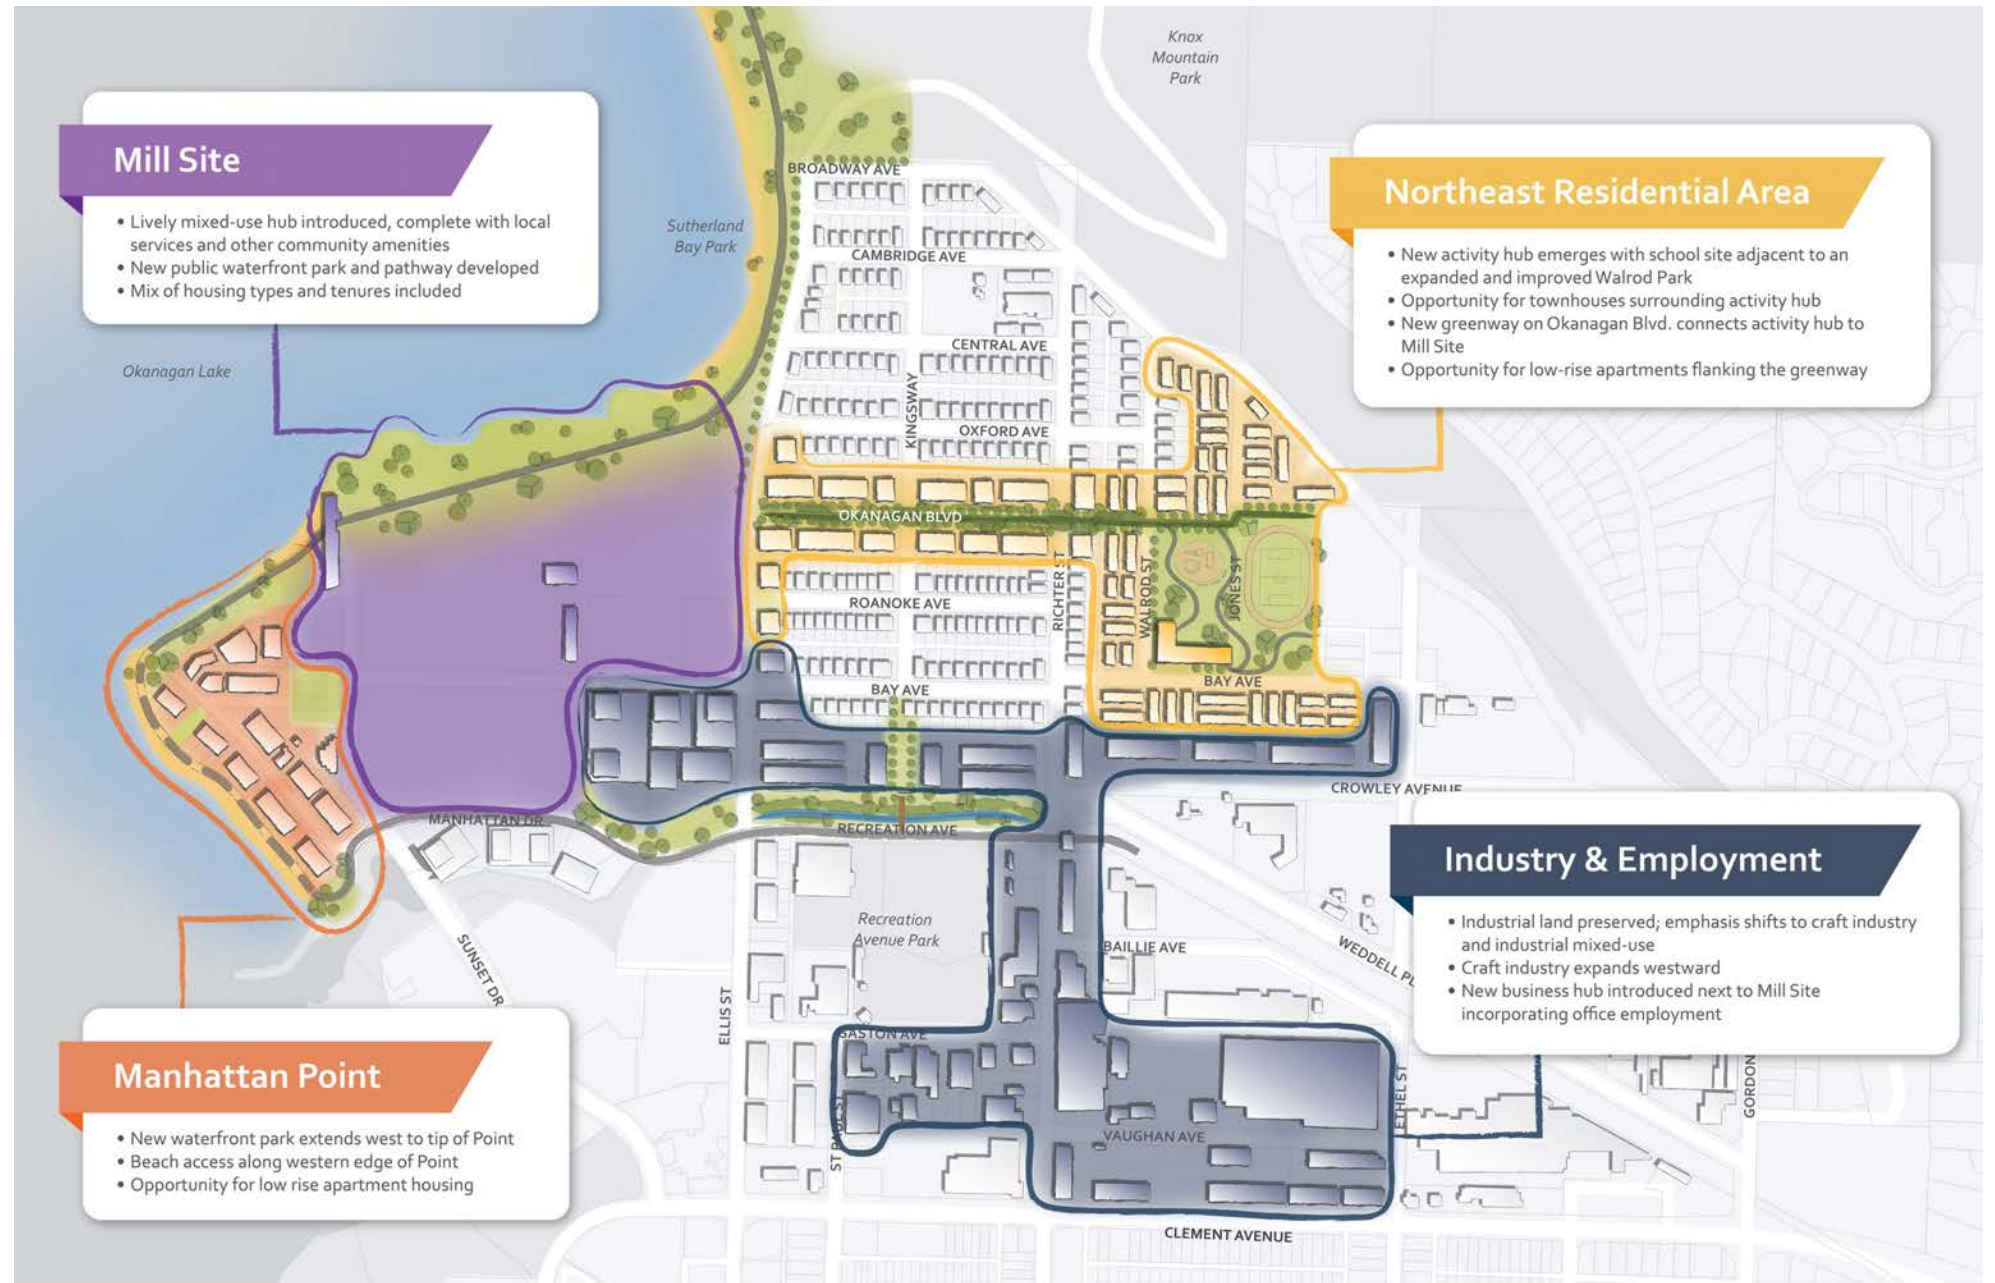 Knox
Mountain
Park
Mill Site
• Lively mixed-use hub introduced, complete with local
services and other community amenities
• New public waterfront park and pathway developed
• Mix of housing types and tenures included
Northeast Residential Area
• New activity hub emerges with school site adjacent to an
expanded and improved Walrod Park
• Opportunity for townhouses surrounding activity hub
• New greenway on Okanagan Blvd. connects activity hub to
Mill Site
• Opportunity for low-rise apartments flanking the greenway
BROADWAY AVE
Sutherland
Bay Park
CAMBRIDGE AVE
CENTRAL AVE
Okanagan Lake
KINGSWAY
OXFORD AVE
OKANAGAN BLVD
RICHTER ST
WALROD ST
JONES ST
ROANOKE AVE
BAY AVE
BAY AVE
CROWLEY AVENUE
MANHATTAN DR
RECREATION AVE
Industry & Employment
• Industrial land preserved; emphasis shifts to craft industry
and industrial mixed-use
• Craft industry expands westward
• New business hub introduced next to Mill Site
incorporating office employment
Recreation
Avenue Park
SUNSET DR
BAILLIE AVE
WEDDELL PL
ELLIS ST
GASTON AVE
Manhattan Point
• New waterfront park extends west to tip of Point
• Beach access along western edge of Point
• Opportunity for low rise apartment housing
ST PAUL ST
VAUGHAN AVE
ETHEL ST
GORDON
CLEMENT AVENUE